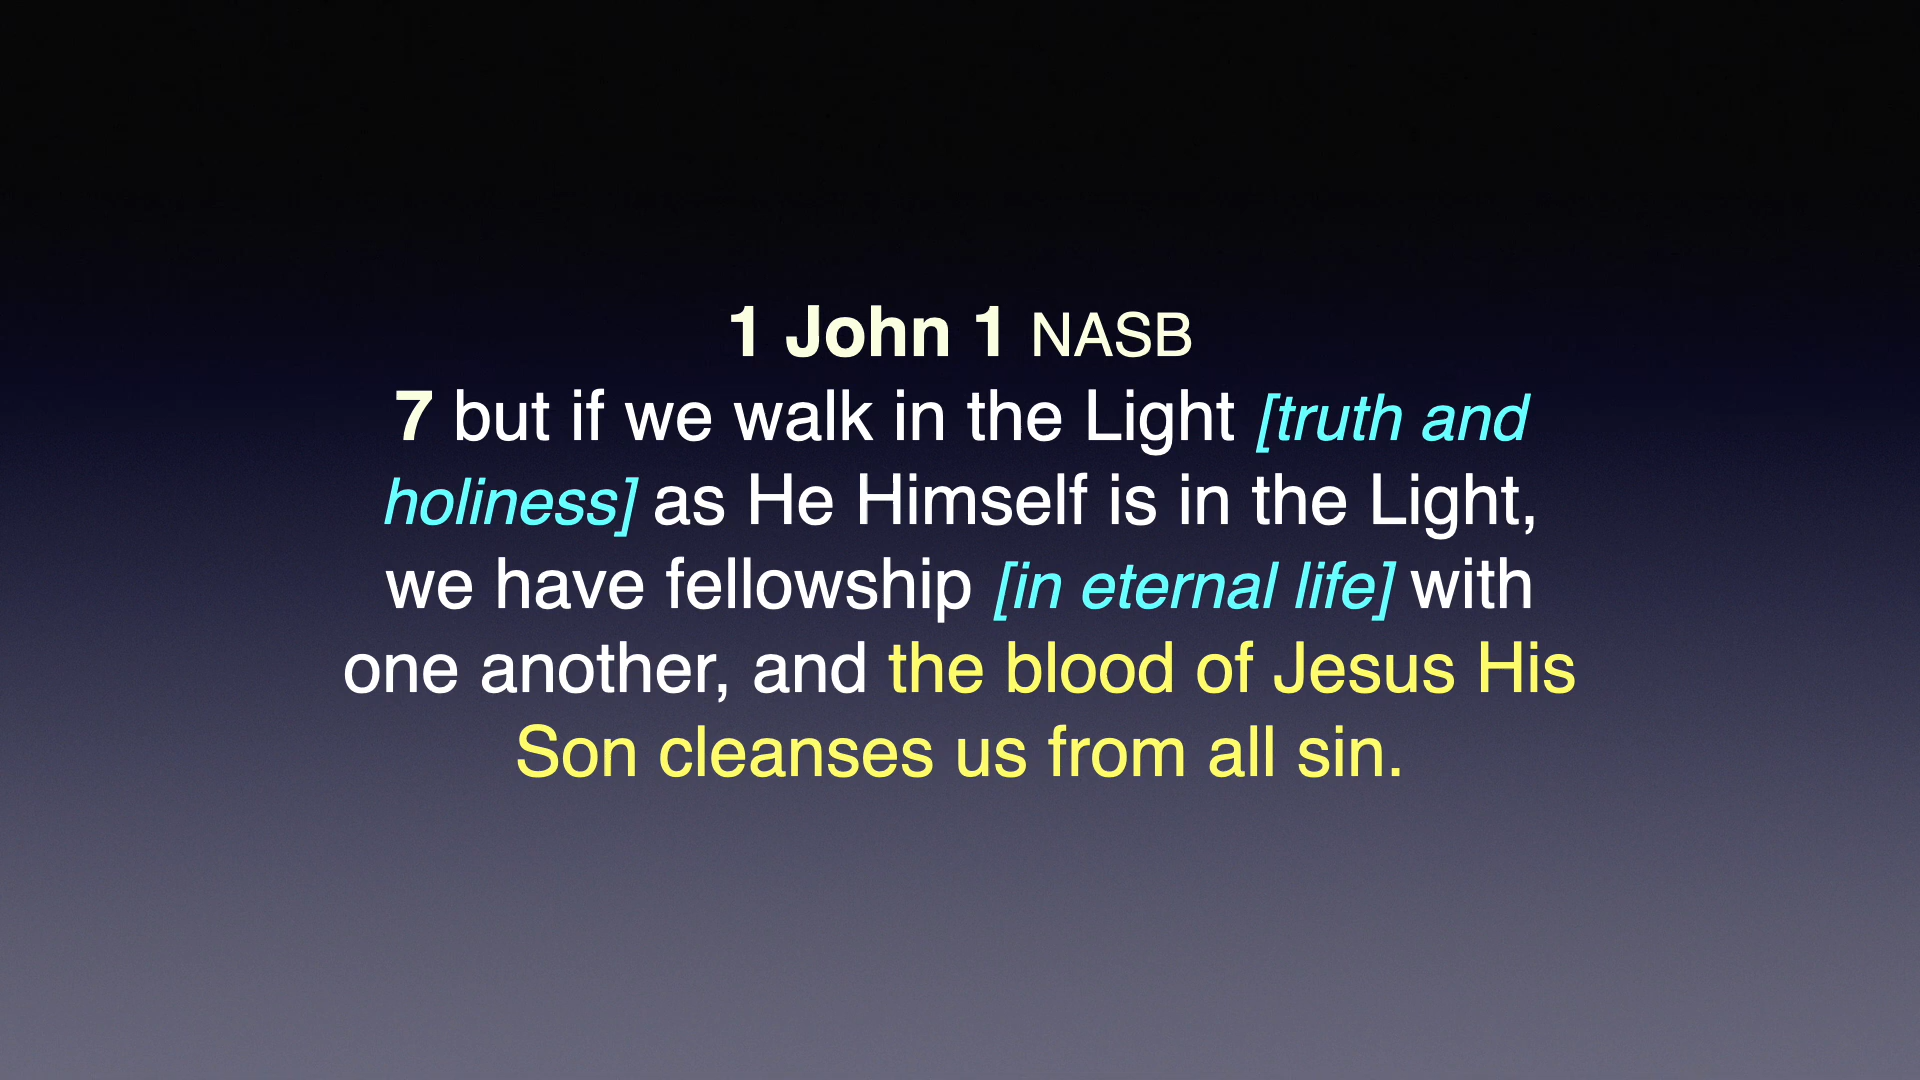 1 John 1 NASB
7 but if we walk in the Light [truth and
holiness] as He Himself is in the Light,
we have fellowship [in eternal life] with
one another, and the blood of Jesus His
Son cleanses us from all sin.